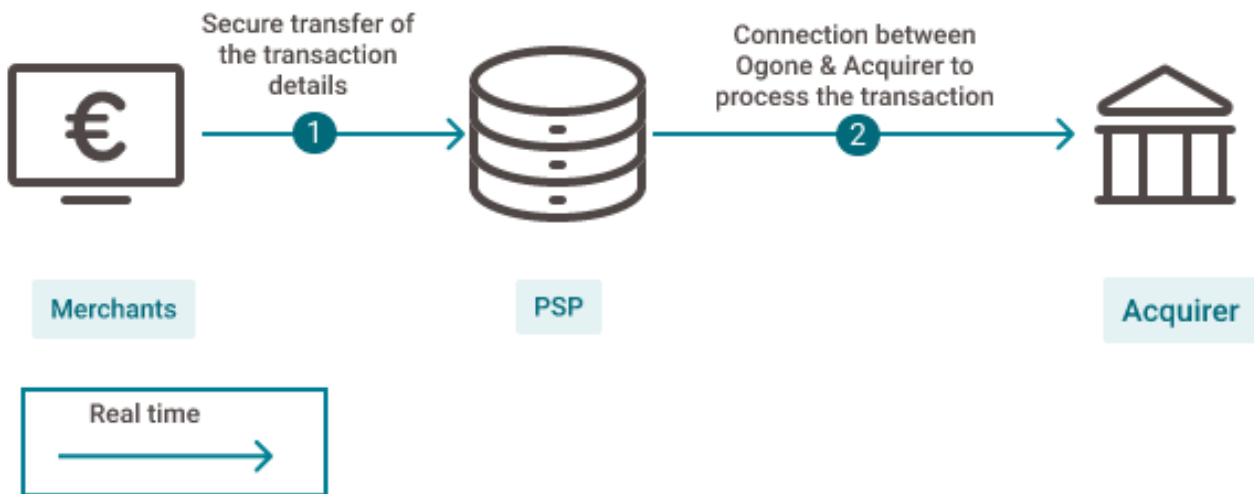 Secure transfer of
the transaction
details
1
Connection between
Ogone & Acquirer to
process the transaction
2
€
Merchants
PSP
Acquirer
Real time